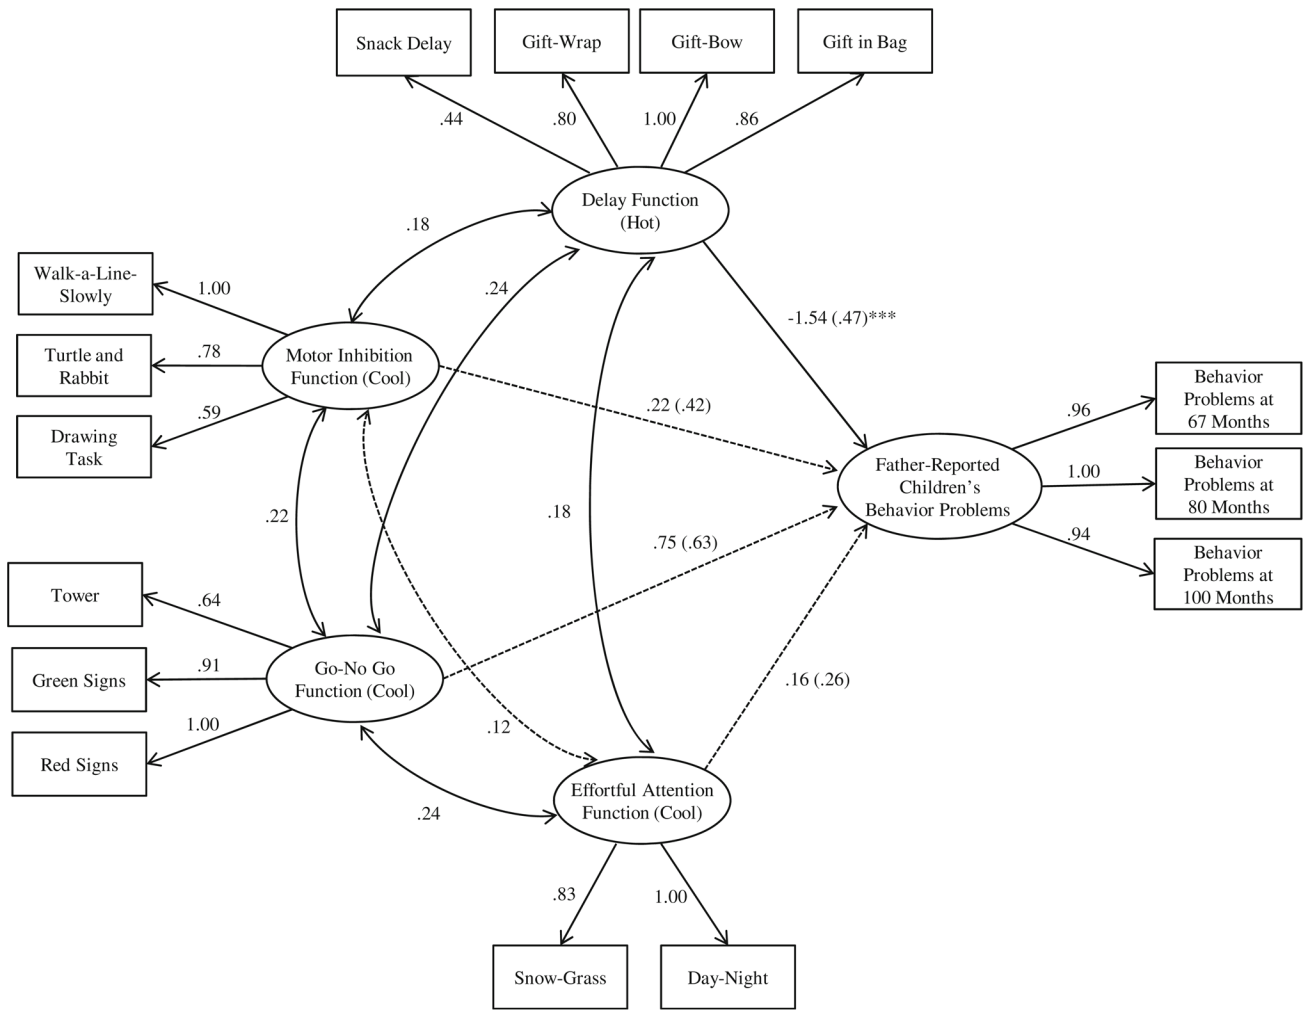 Snack Delay
Gift-Wrap
Gift-Bow
Gift in Bag
.44
.80
1.00
.86
Delay Function
(Hot)
.18
.24
Walk-a-Line-
Slowly
1.00
Turtle and
Rabbit
.78
Drawing
Task
.59
Motor Inhibition
Function (Cool)
-1.54 (.47)***
.22 (.42)
Father-Reported
Children’s
Behavior Problems
.96
Behavior
Problems at
67 Months
1.00
Behavior
Problems at
80 Months
.94
Behavior
Problems at
100 Months
.22
.18
.75 (.63)
Tower
.64
Green Signs
.91
Red Signs
1.00
Go-No Go
Function (Cool)
.16 (.26)
.12
.24
Effortful Attention
Function (Cool)
.83
1.00
Snow-Grass
Day-Night